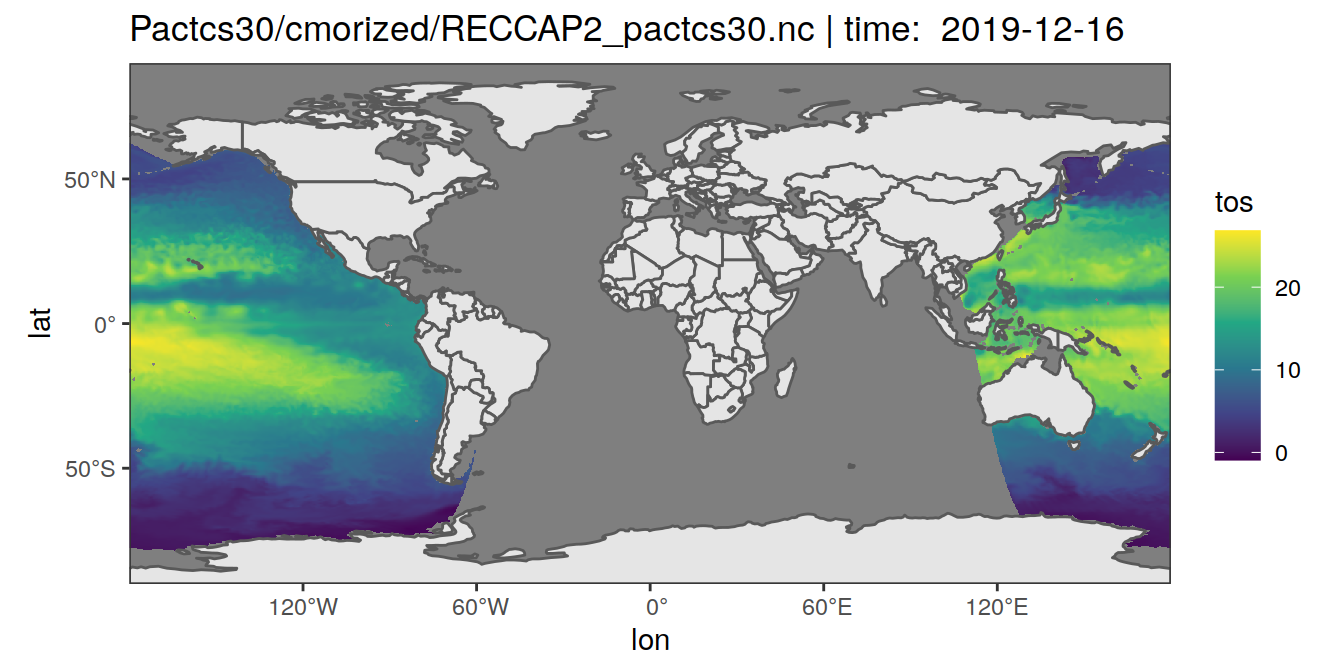 Pactcs30/cmorized/RECCAP2_pactcs30.nc | time:  2019-12-16
50°N
0°
50°S
lat
120°W
60°W
0°
60°E
120°E
lon
tos
20
10
0